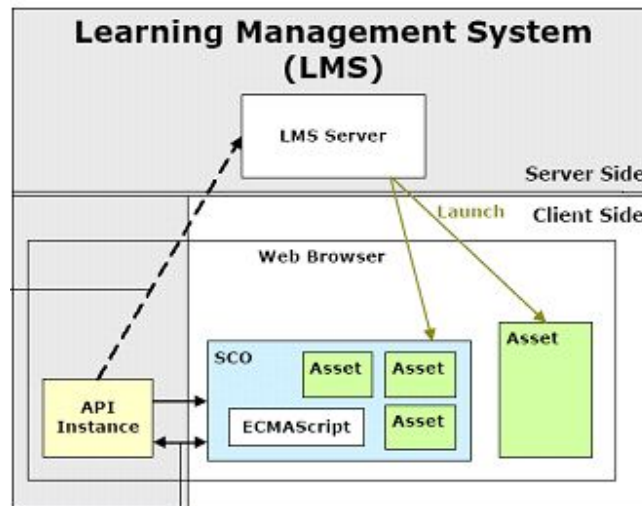 Learning Management System
(LMS)
LMS Server
Server Side
Launch
Client Side
Web Browser
SCO
Asset
Asset
Asset
API
Instance
ECMAScript
Asset